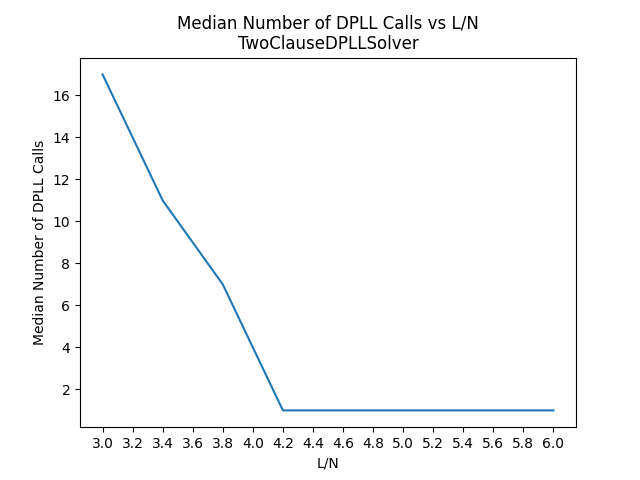 Median Number of DPLL Calls vs L/N
TwoClauseDPLLSolver
Median Number of DPLL Calls
16
14
12
10
8
6
4
2
3.0 3.2 3.4 3.6 3.8 4.0 4.2 4.4 4.6 4.8 5.0 5.2 5.4 5.6 5.8 6.0
L/N